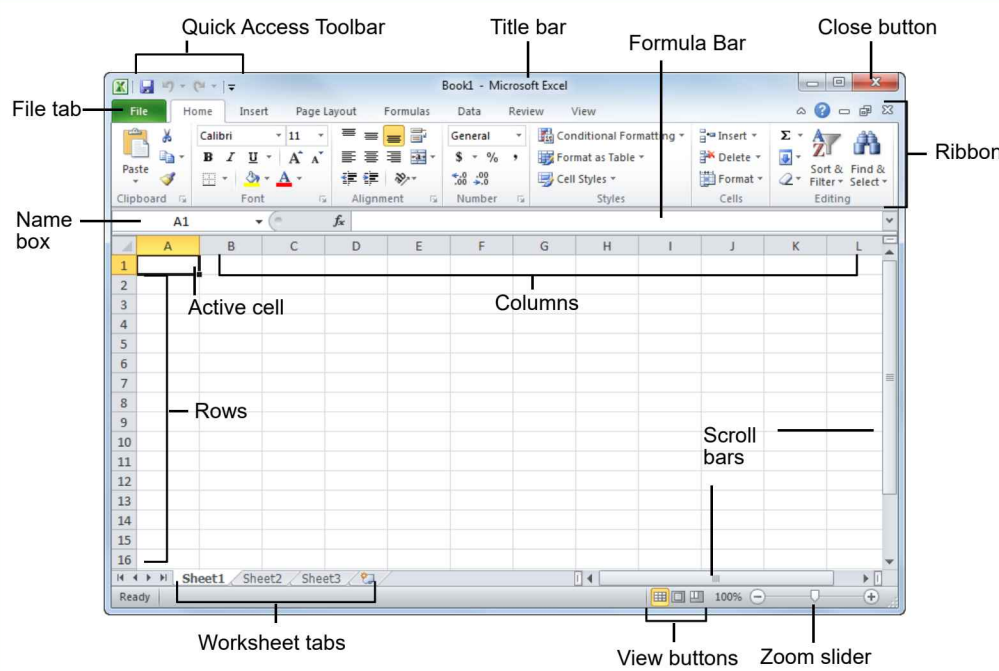 Quick Access Toolbar Title bar Close button
Formula Bar
Book1 - Microsoft Excel
File tab
File Home Insert Page Layout Formulas Data Review View
Ribbon
Calibri 11 General Conditional Formatting Insert Σ
Paste B I U A A $ % , Format as Table Delete Sort & Find &
A .00 .00 Cell Styles Format Filter Select
Clipboard Font Alignment Number Styles Cells Editing
Name
box
A1 fx
A B C D E F G H I J K L
1
2
Active cell Columns
3
4
5
6
7
8
Rows
9
10
Scroll
bars
11
12
13
14
15
16
Sheet1 Sheet2 Sheet3
Ready 100%
Worksheet tabs
View buttons Zoom slider